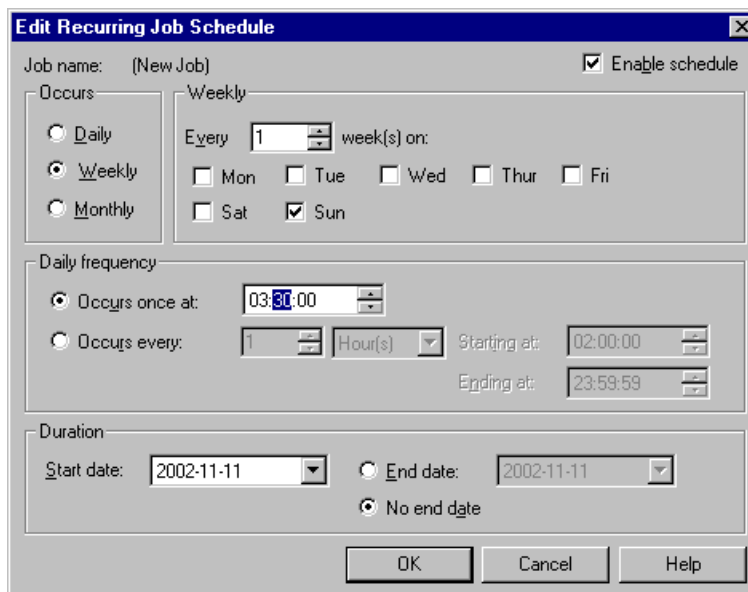 Edit Recurring Job Schedule
Job name: (New Job) Enable schedule
Occurs Weekly
Daily Every 1 week(s) on:
Weekly Mon Tue Wed Thur Fri
Monthly Sat Sun
Daily frequency
Occurs once at: 03:30:00
Occurs every: 1 Hour(s) Starting at: 02:00:00
Ending at: 23:59:59
Duration
Start date: 2002-11-11 End date: 2002-11-11
No end date
OK Cancel Help